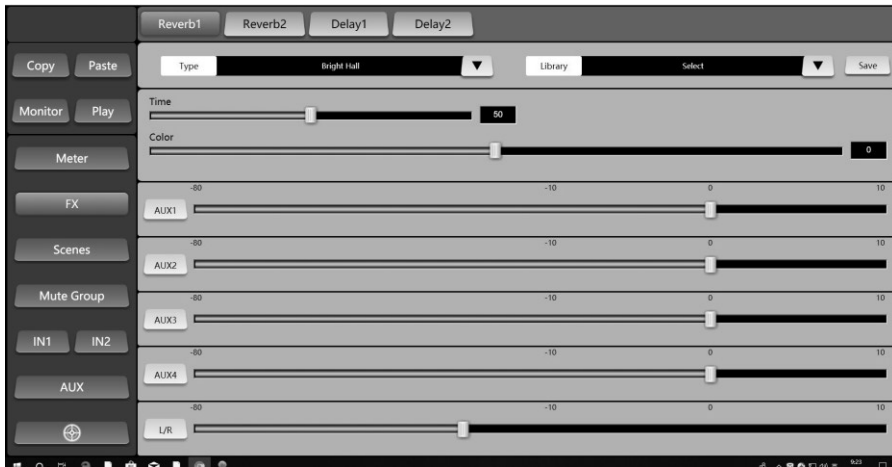 Reverb1 Reverb2 Delay1 Delay2
Copy Paste
Type Bright Hall Library Select Save
Monitor Play
Time
50
Color
0
Meter
FX
Scenes
Mute Group
IN1 IN2
AUX
-80 -10 0 10
AUX1
-80 -10 0 10
AUX2
-80 -10 0 10
AUX3
-80 -10 0 10
AUX4
-80 -10 0 10
L/R
9:23